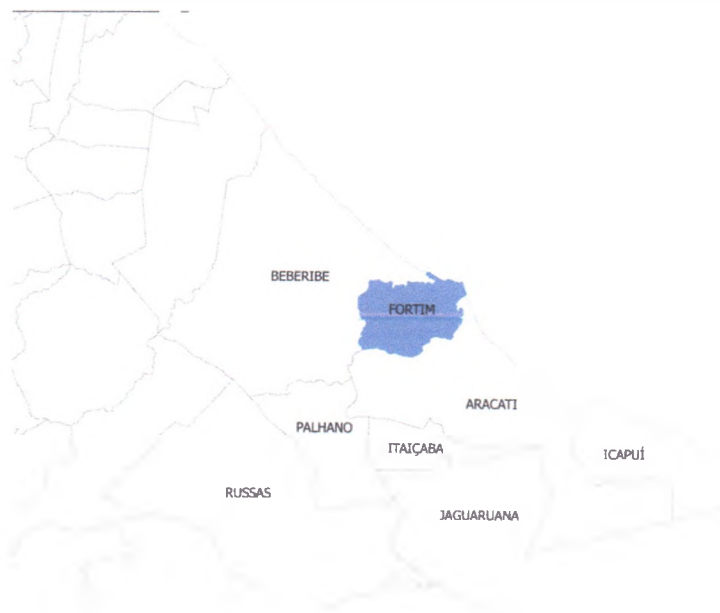 BEBERIBE
FORTIM
ARACATI
PALHANO
ITAIÇABA
ICAPUÍ
RUSSAS
JAGUARUANA